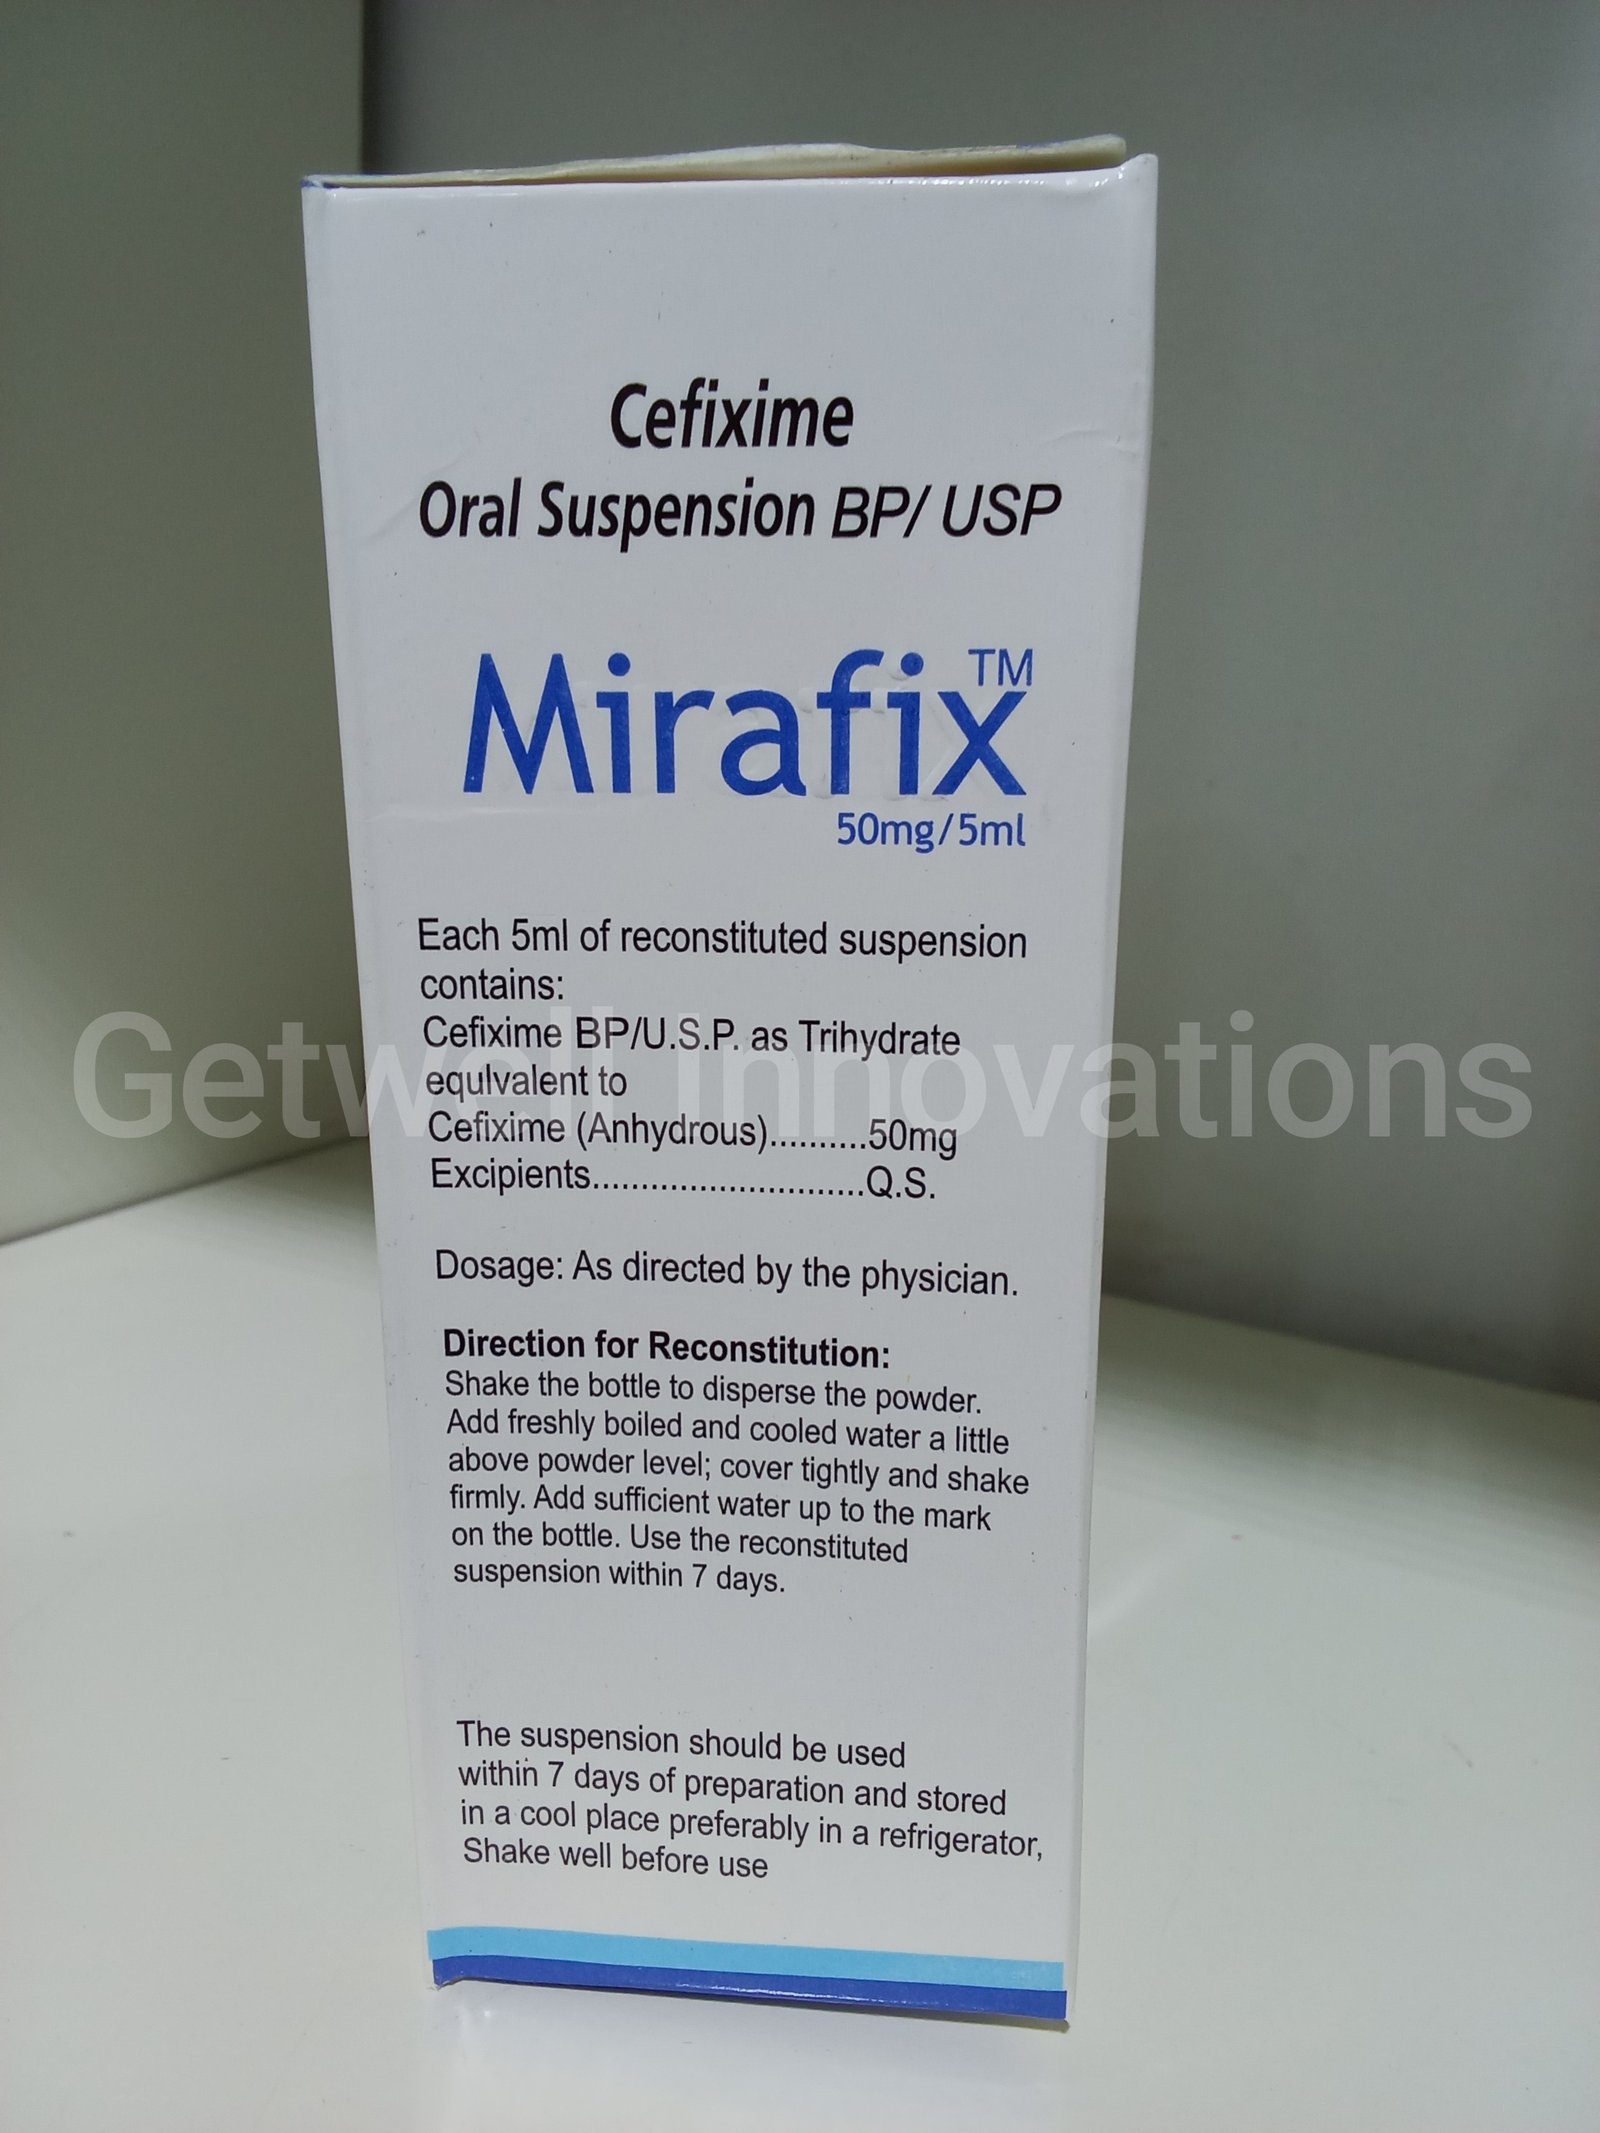 Cefixime
Oral Suspension BP/ USP
Mirafix™
50mg/5ml
Each 5ml of reconstituted suspension
contains:
Cefixime BP/U.S.P. as Trihydrate
equlvalent to
Cefixime (Anhydrous)..........50mg
Excipients............................Q.S.
Getwell Innovations
Dosage: As directed by the physician.
Direction for Reconstitution:
Shake the bottle to disperse the powder.
Add freshly boiled and cooled water a little
above powder level; cover tightly and shake
firmly. Add sufficient water up to the mark
on the bottle. Use the reconstituted
suspension within 7 days.
The suspension should be used
within 7 days of preparation and stored
in a cool place preferably in a refrigerator,
Shake well before use